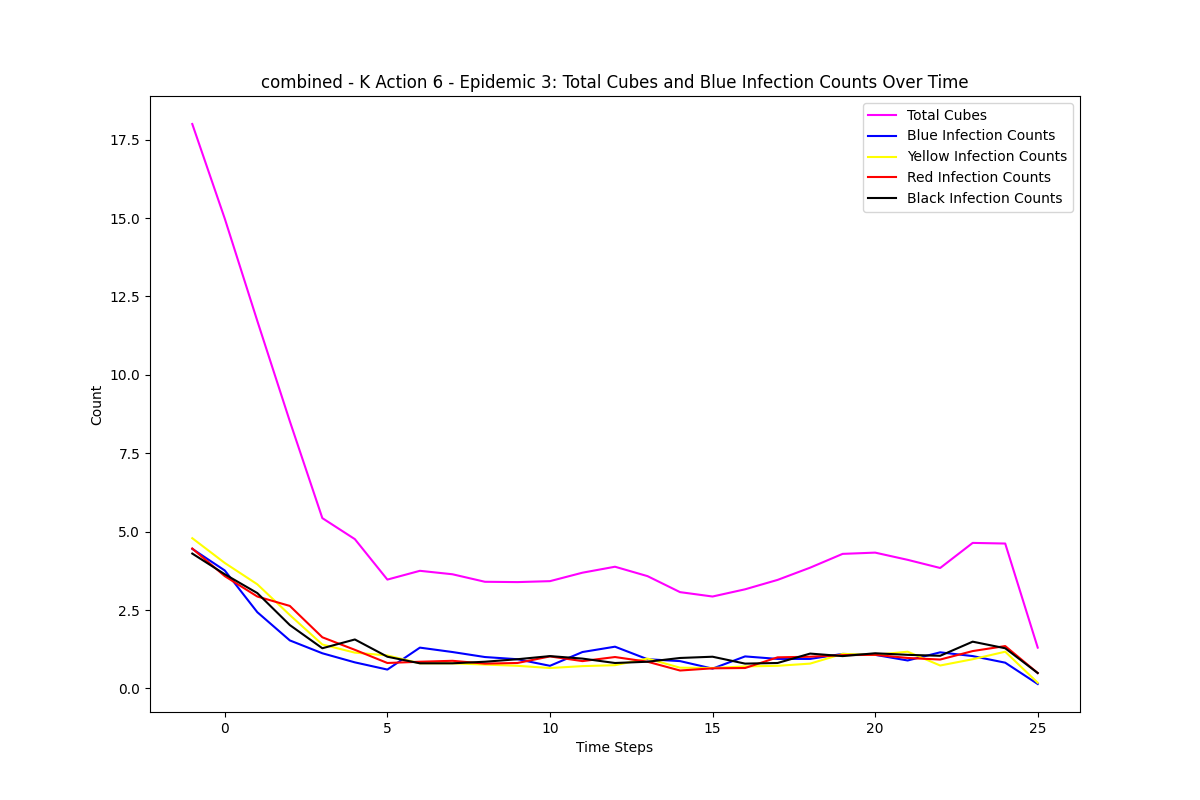 combined - K Action 6 - Epidemic 3: Total Cubes and Blue Infection Counts Over Time
Total Cubes
Blue Infection Counts
Yellow Infection Counts
Red Infection Counts
Black Infection Counts
17.5
15.0
12.5
10.0
7.5
5.0
2.5
0.0
Count
0 5 10 15 20 25
Time Steps